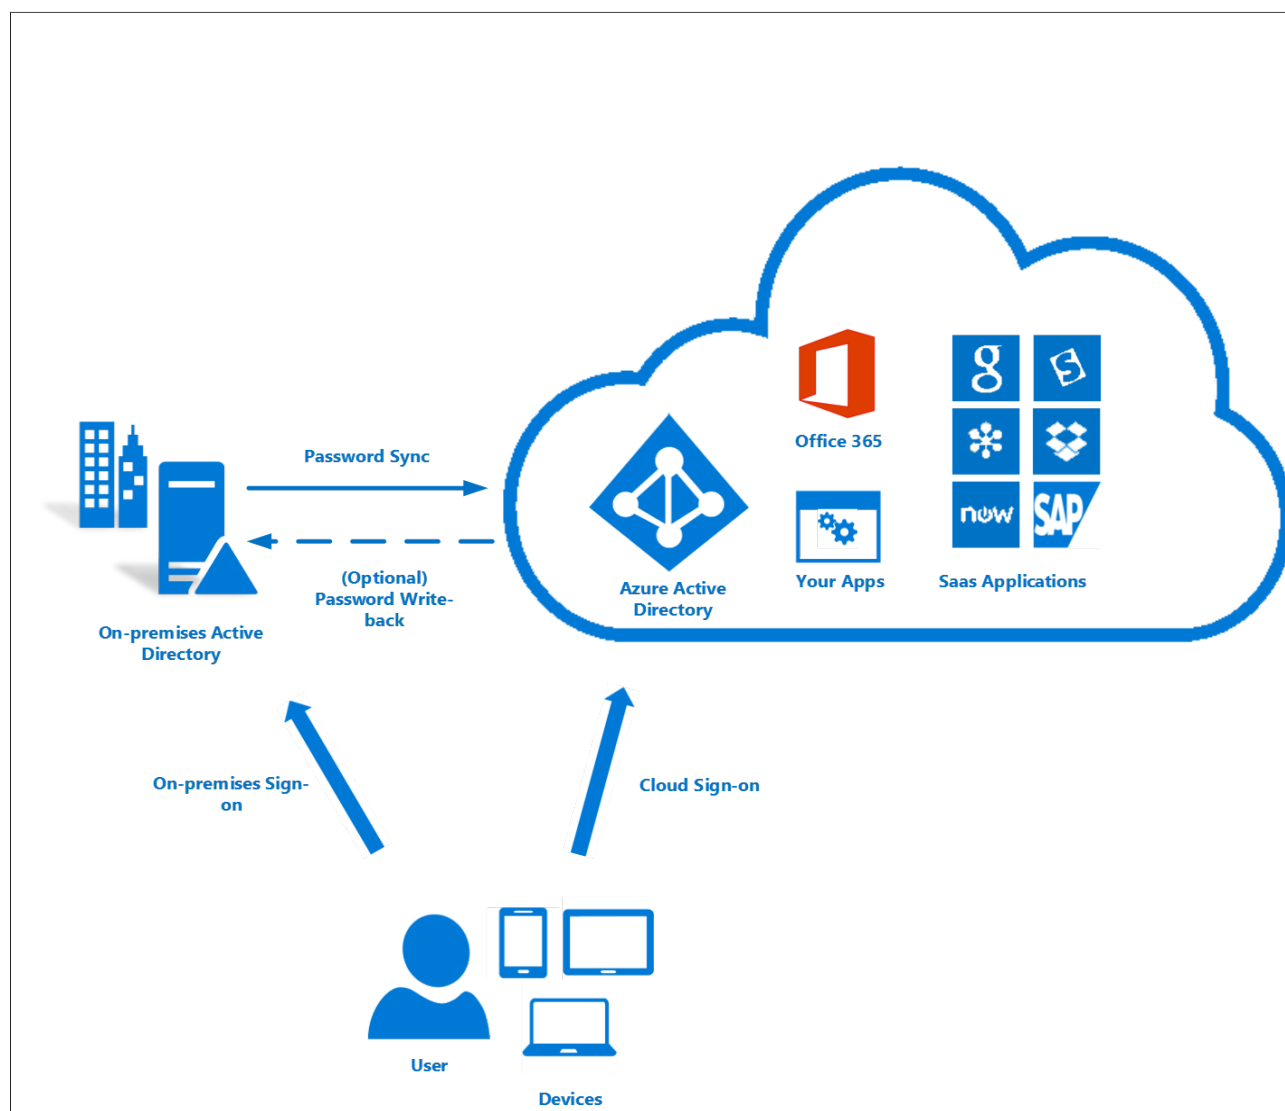 Office 365
g
S
Password Sync
now
SAP
(Optional)
Password Write-
back
Azure Active
Directory
Your Apps
Saas Applications
On-premises Active
Directory
On-premises Sign-
on
Cloud Sign-on
User
Devices